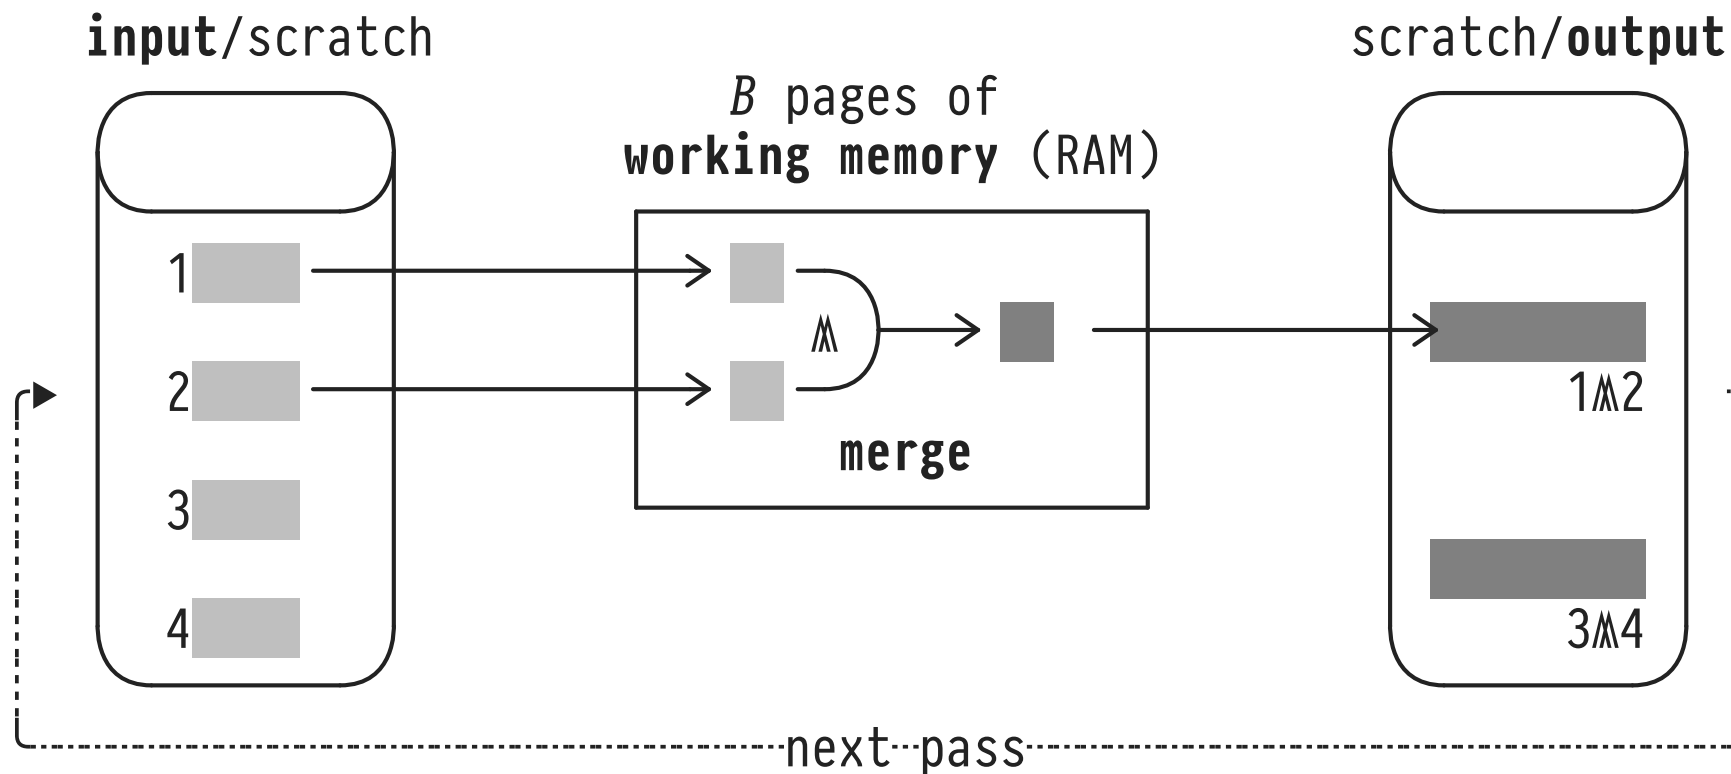 input/scratch
scratch/output
B pages of
working memory (RAM)
1
2
⩕
merge
3
4
1⩕2
3⩕4
next pass